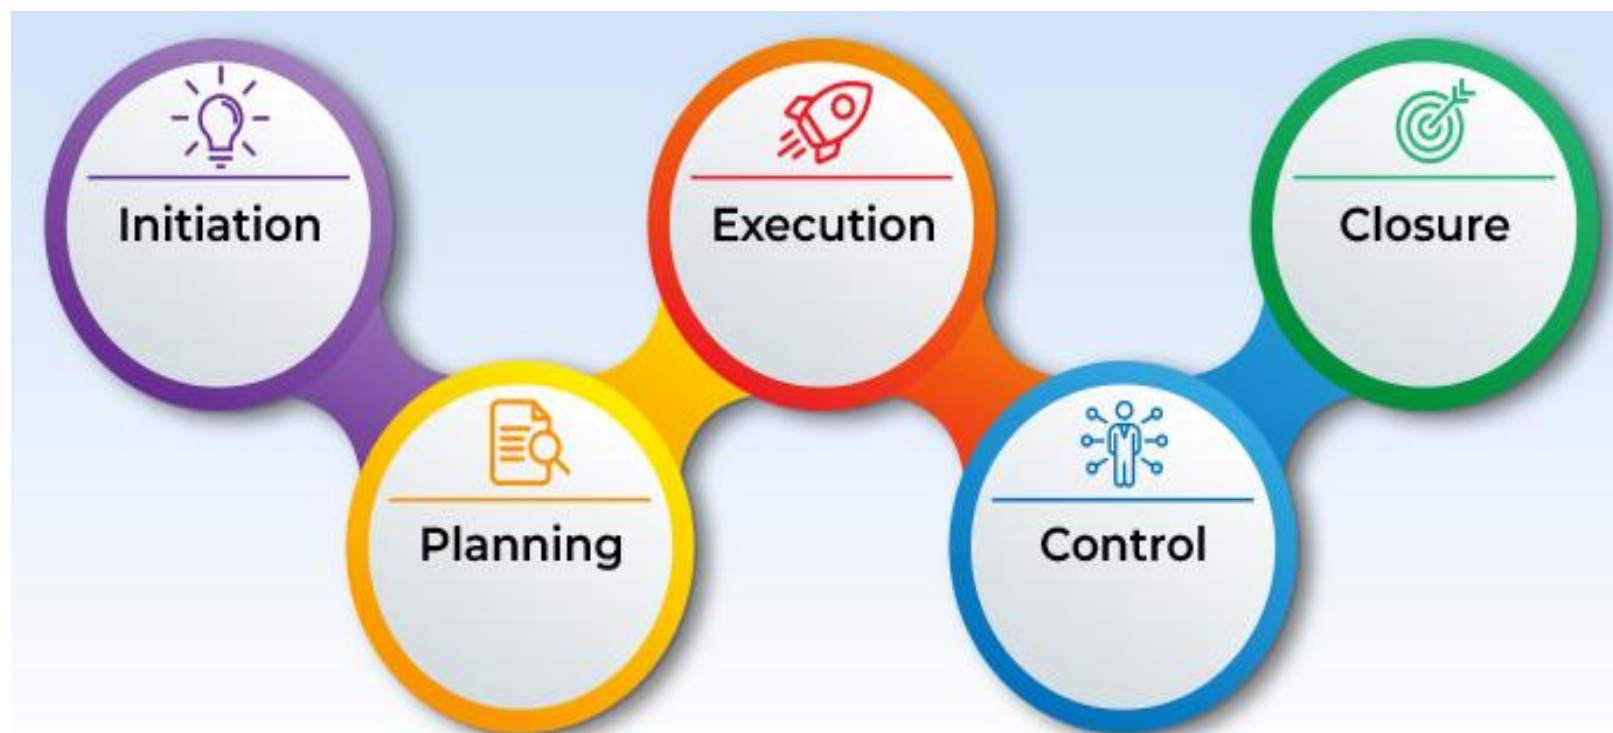 Initiation
Planning
Execution
Control
Closure